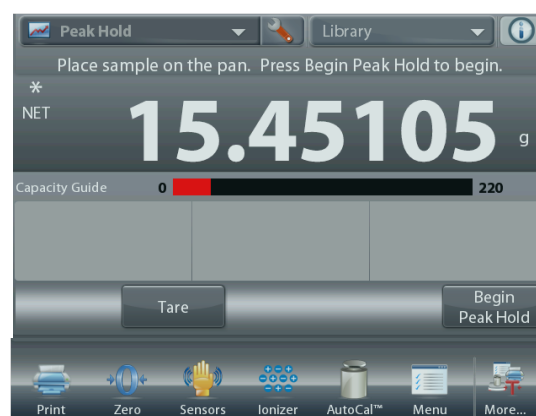 Peak Hold Library
Place sample on the pan. Press Begin Peak Hold to begin.
*
NET 15.45105 g
Capacity Guide 0 220
Tare
Begin
Peak Hold
Print Zero Sensors Ionizer AutoCal™ Menu More...